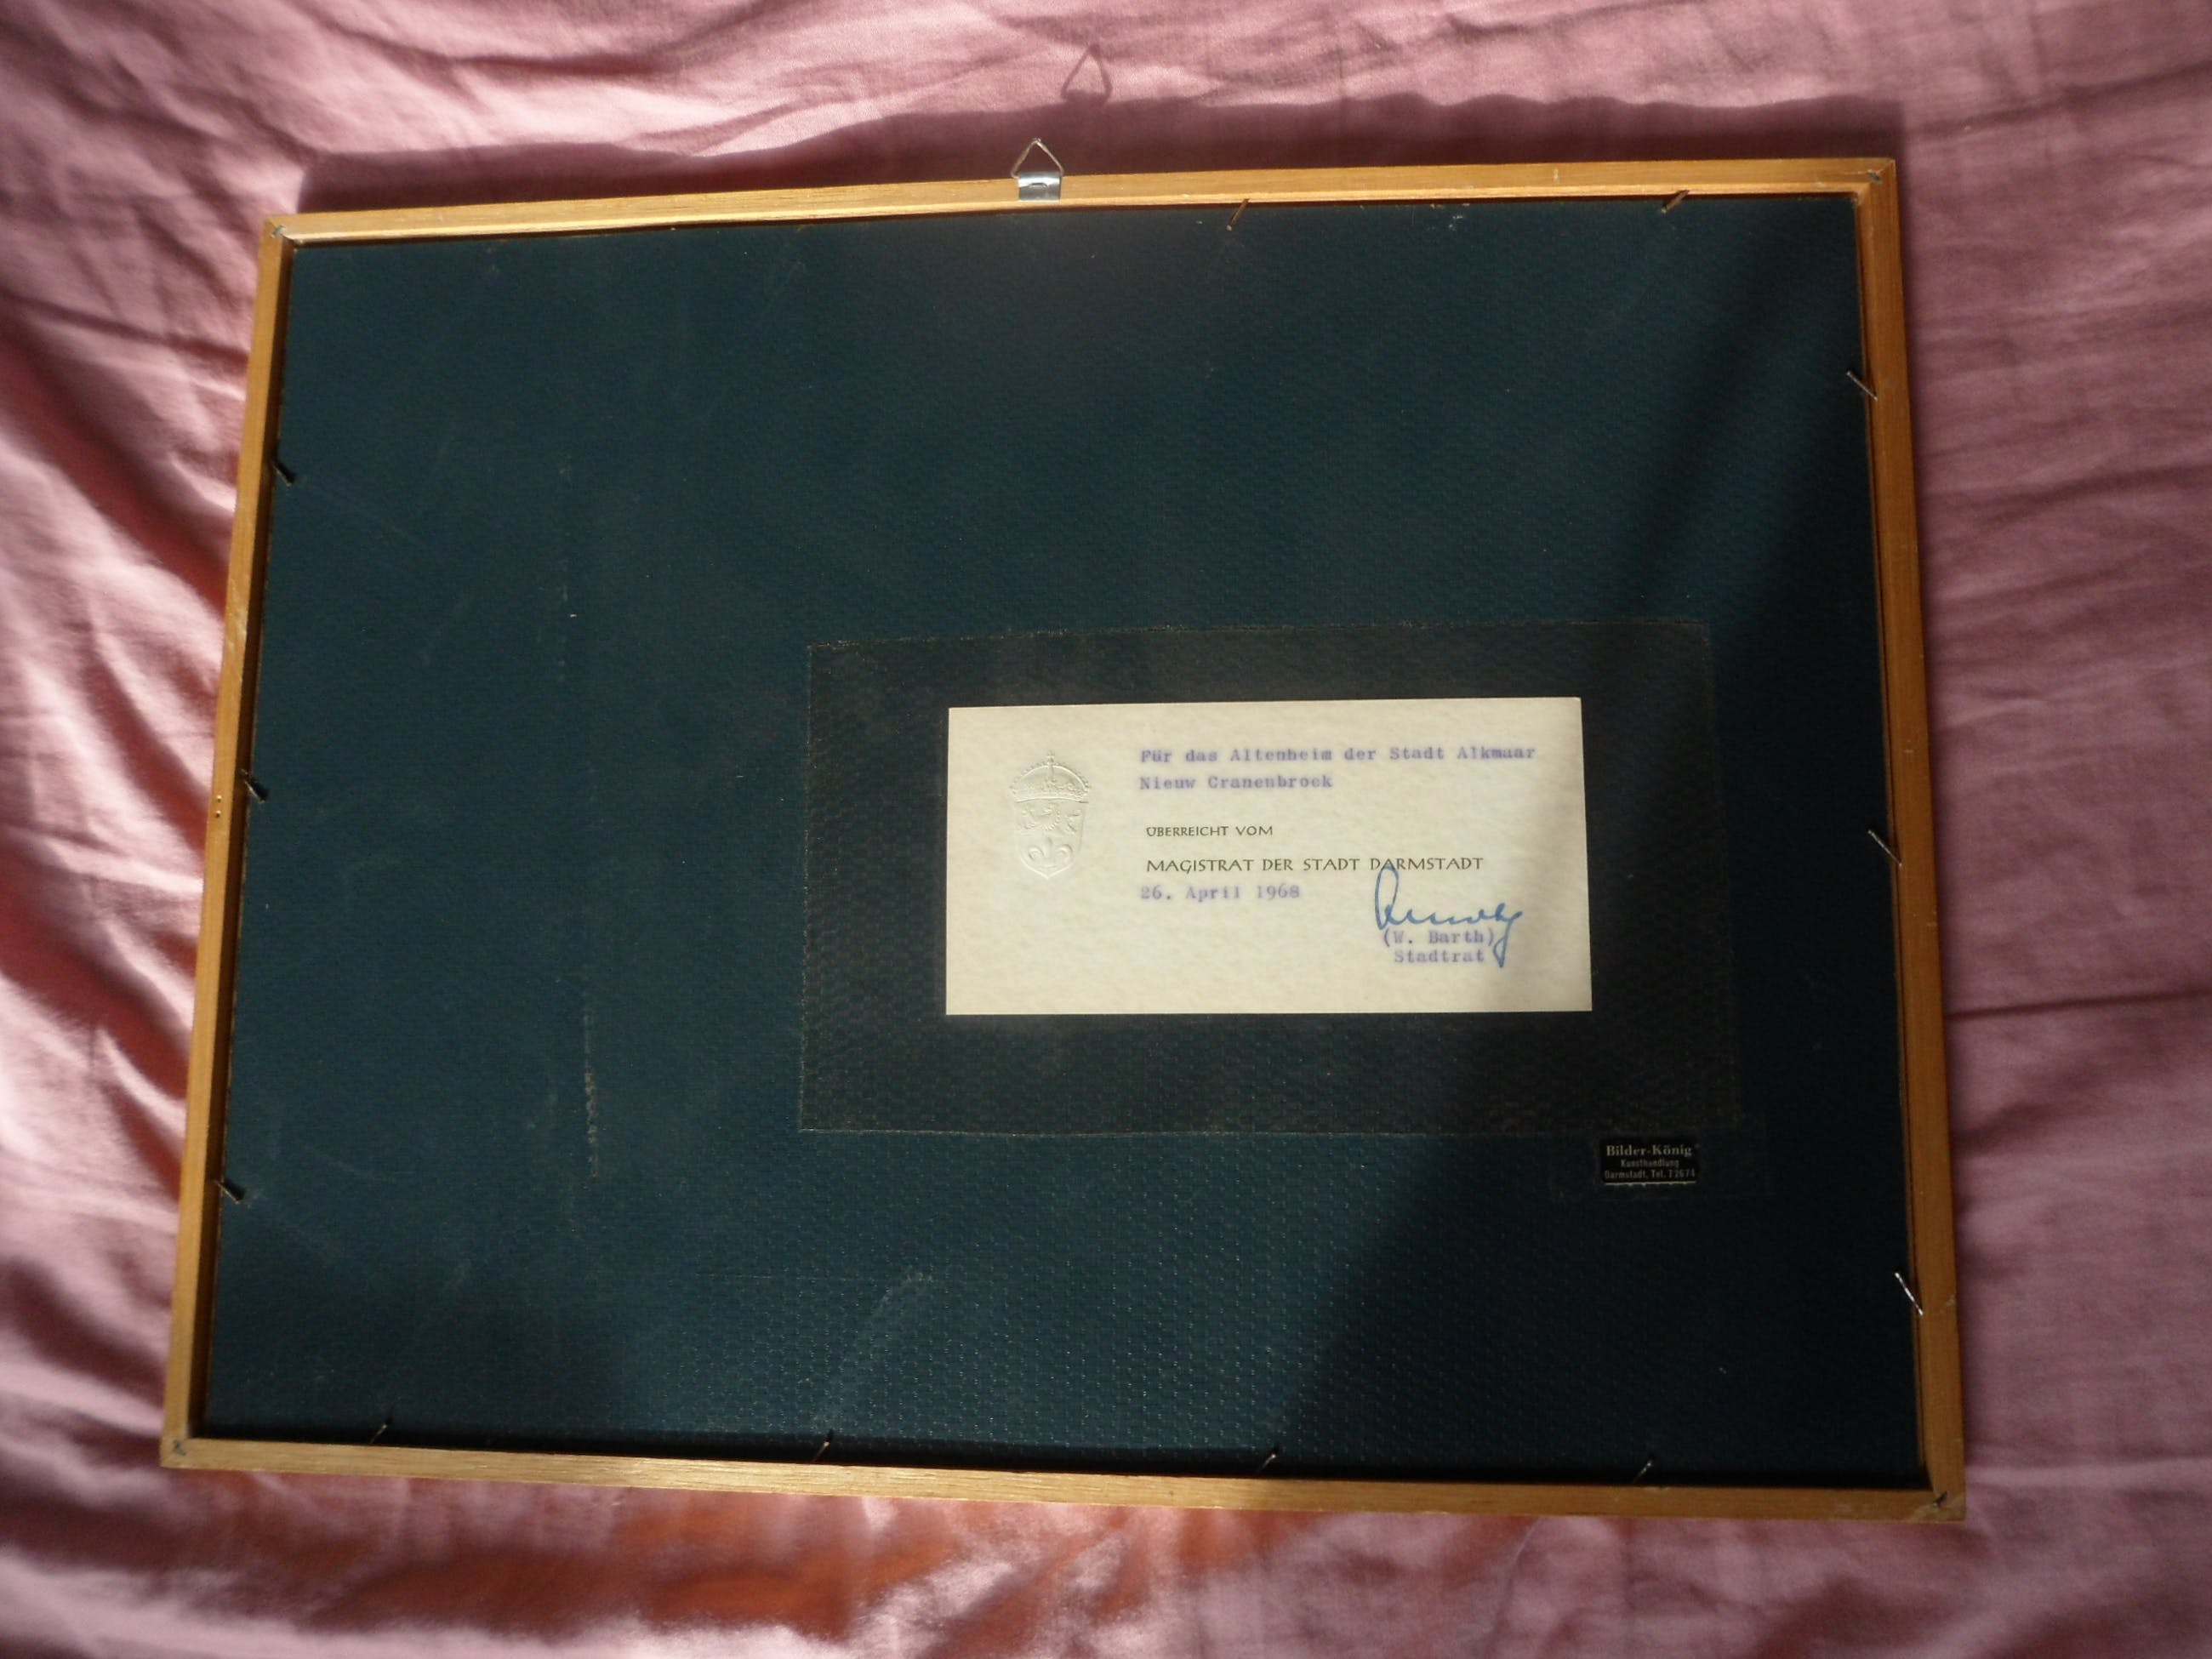 Für das Altenheim der Stadt Alkmaar
Nieuw Cranenbroek
ÜBERREICHT VOM
MAGISTRAT DER STADT DARMSTADT
26. April 1968
(W. Barth)
Stadtrat
Bilder-König
Kunsthandlung
Darmstadt, Tel.